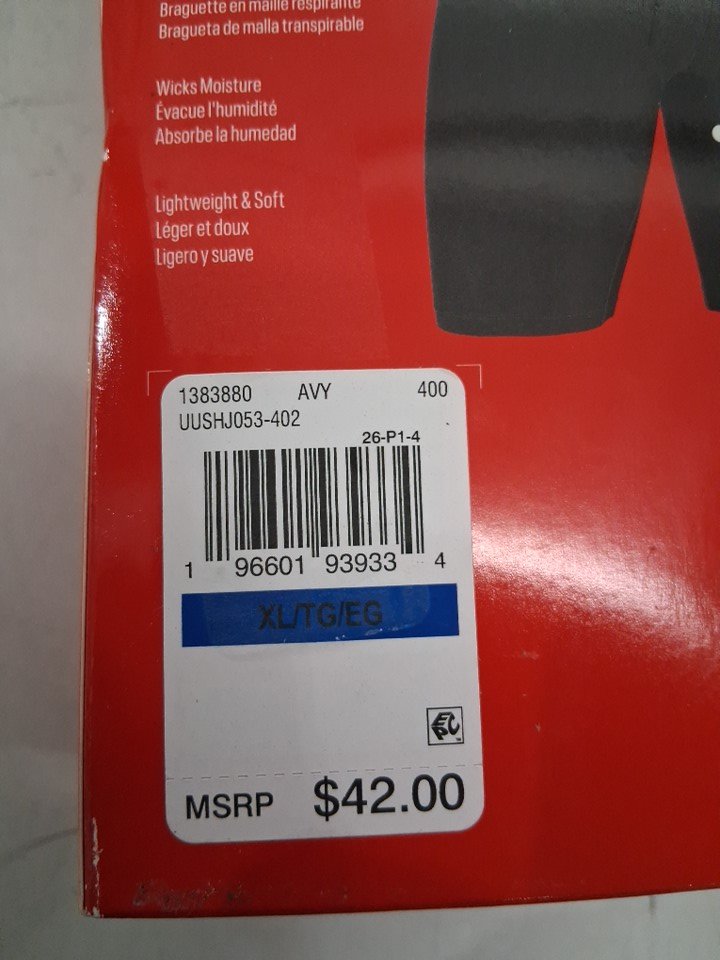 Braguette en maille respirante
Bragueta de malla transpirable
Wicks Moisture
Évacue l'humidité
Absorbe la humedad
Lightweight & Soft
Léger et doux
Ligero y suave
1383880 AVY 400
UUSHJ053-402
26-P1-4
1 96601 93933 4
XL/TG/EG
EPC
MSRP $42.00